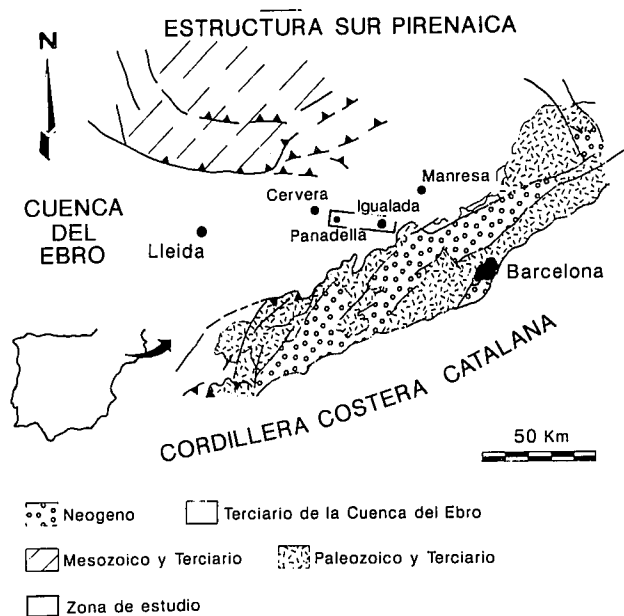 ESTRUCTURA SUR PIRENAICA
N
Manresa
Cervera
Igualada
CUENCA
DEL
EBRO
Panadella
Lleida
Barcelona
CORDILLERA COSTERA CATALANA
50 Km
Neogeno
Terciario de la Cuenca del Ebro
Mesozoico y Terciario
Paleozoico y Terciario
Zona de estudio